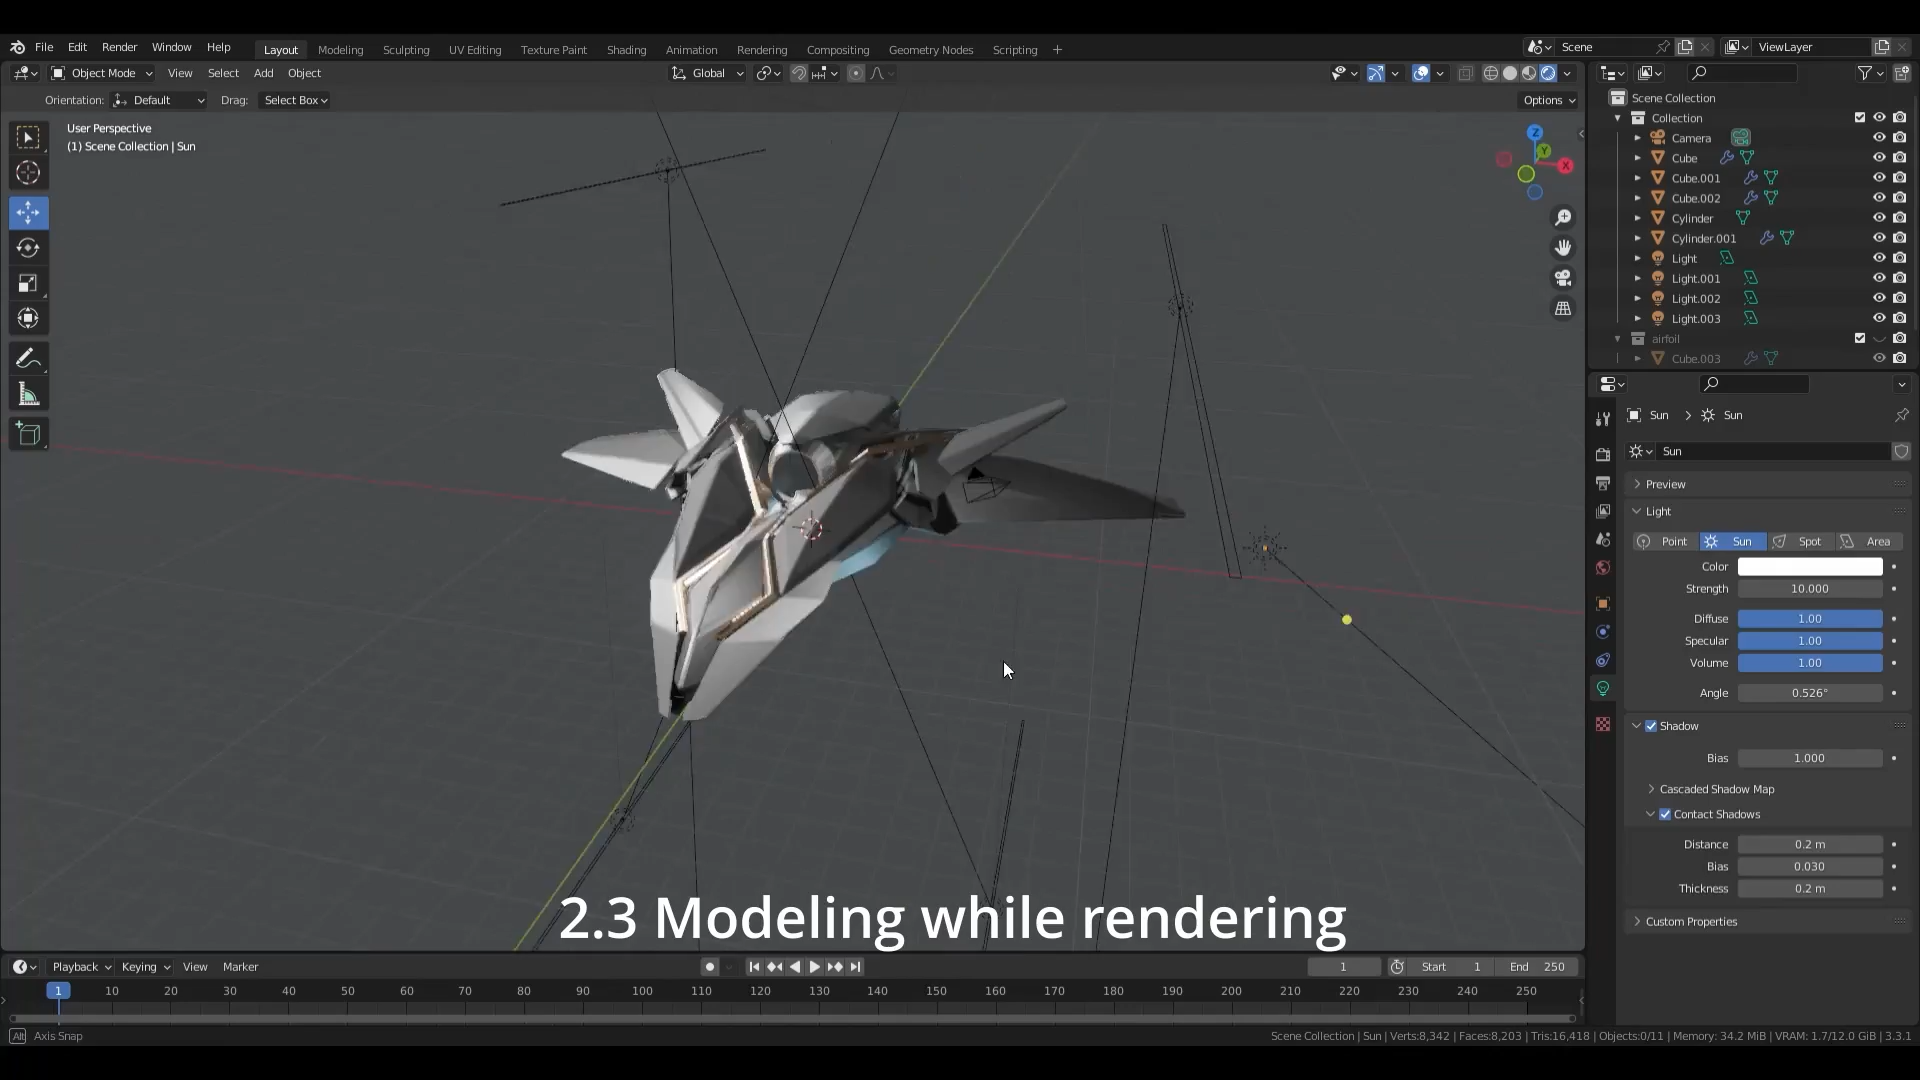 File Edit Render Window Help Layout Modeling Sculpting UV Editing Texture Paint Shading Animation Rendering Compositing Geometry Nodes Scripting + Scene ViewLayer
Object Mode View Select Add Object Global
Orientation: Default Drag: Select Box Options
User Perspective
(1) Scene Collection | Sun
Z
Y
X
Scene Collection
Collection
Camera
Cube
Cube.001
Cube.002
Cylinder
Cylinder.001
Light
Light.001
Light.002
Light.003
airfoil
Cube.003
Sun > Sun
Sun
Preview
Light
Point Sun Spot Area
Color
Strength 10.000
Diffuse 1.00
Specular 1.00
Volume 1.00
Angle 0.526°
Shadow
Bias 1.000
Cascaded Shadow Map
Contact Shadows
Distance 0.2 m
Bias 0.030
Thickness 0.2 m
Custom Properties
2.3 Modeling while rendering
Playback Keying View Marker 1 Start 1 End 250
1 10 20 30 40 50 60 70 80 90 100 110 120 130 140 150 160 170 180 190 200 210 220 230 240 250
Alt Axis Snap
Scene Collection | Sun | Verts:8,342 | Faces:8,203 | Tris:16,418 | Objects:0/11 | Memory: 34.2 MiB | VRAM: 1.7/12.0 GiB | 3.3.1